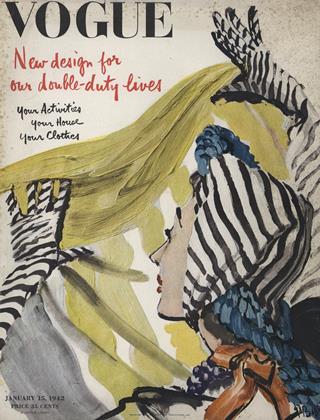 VOGUE
New design for
our double-duty lives
Your Activities
Your House
Your Clothes
JANUARY 15, 1942
PRICE 35 CENTS